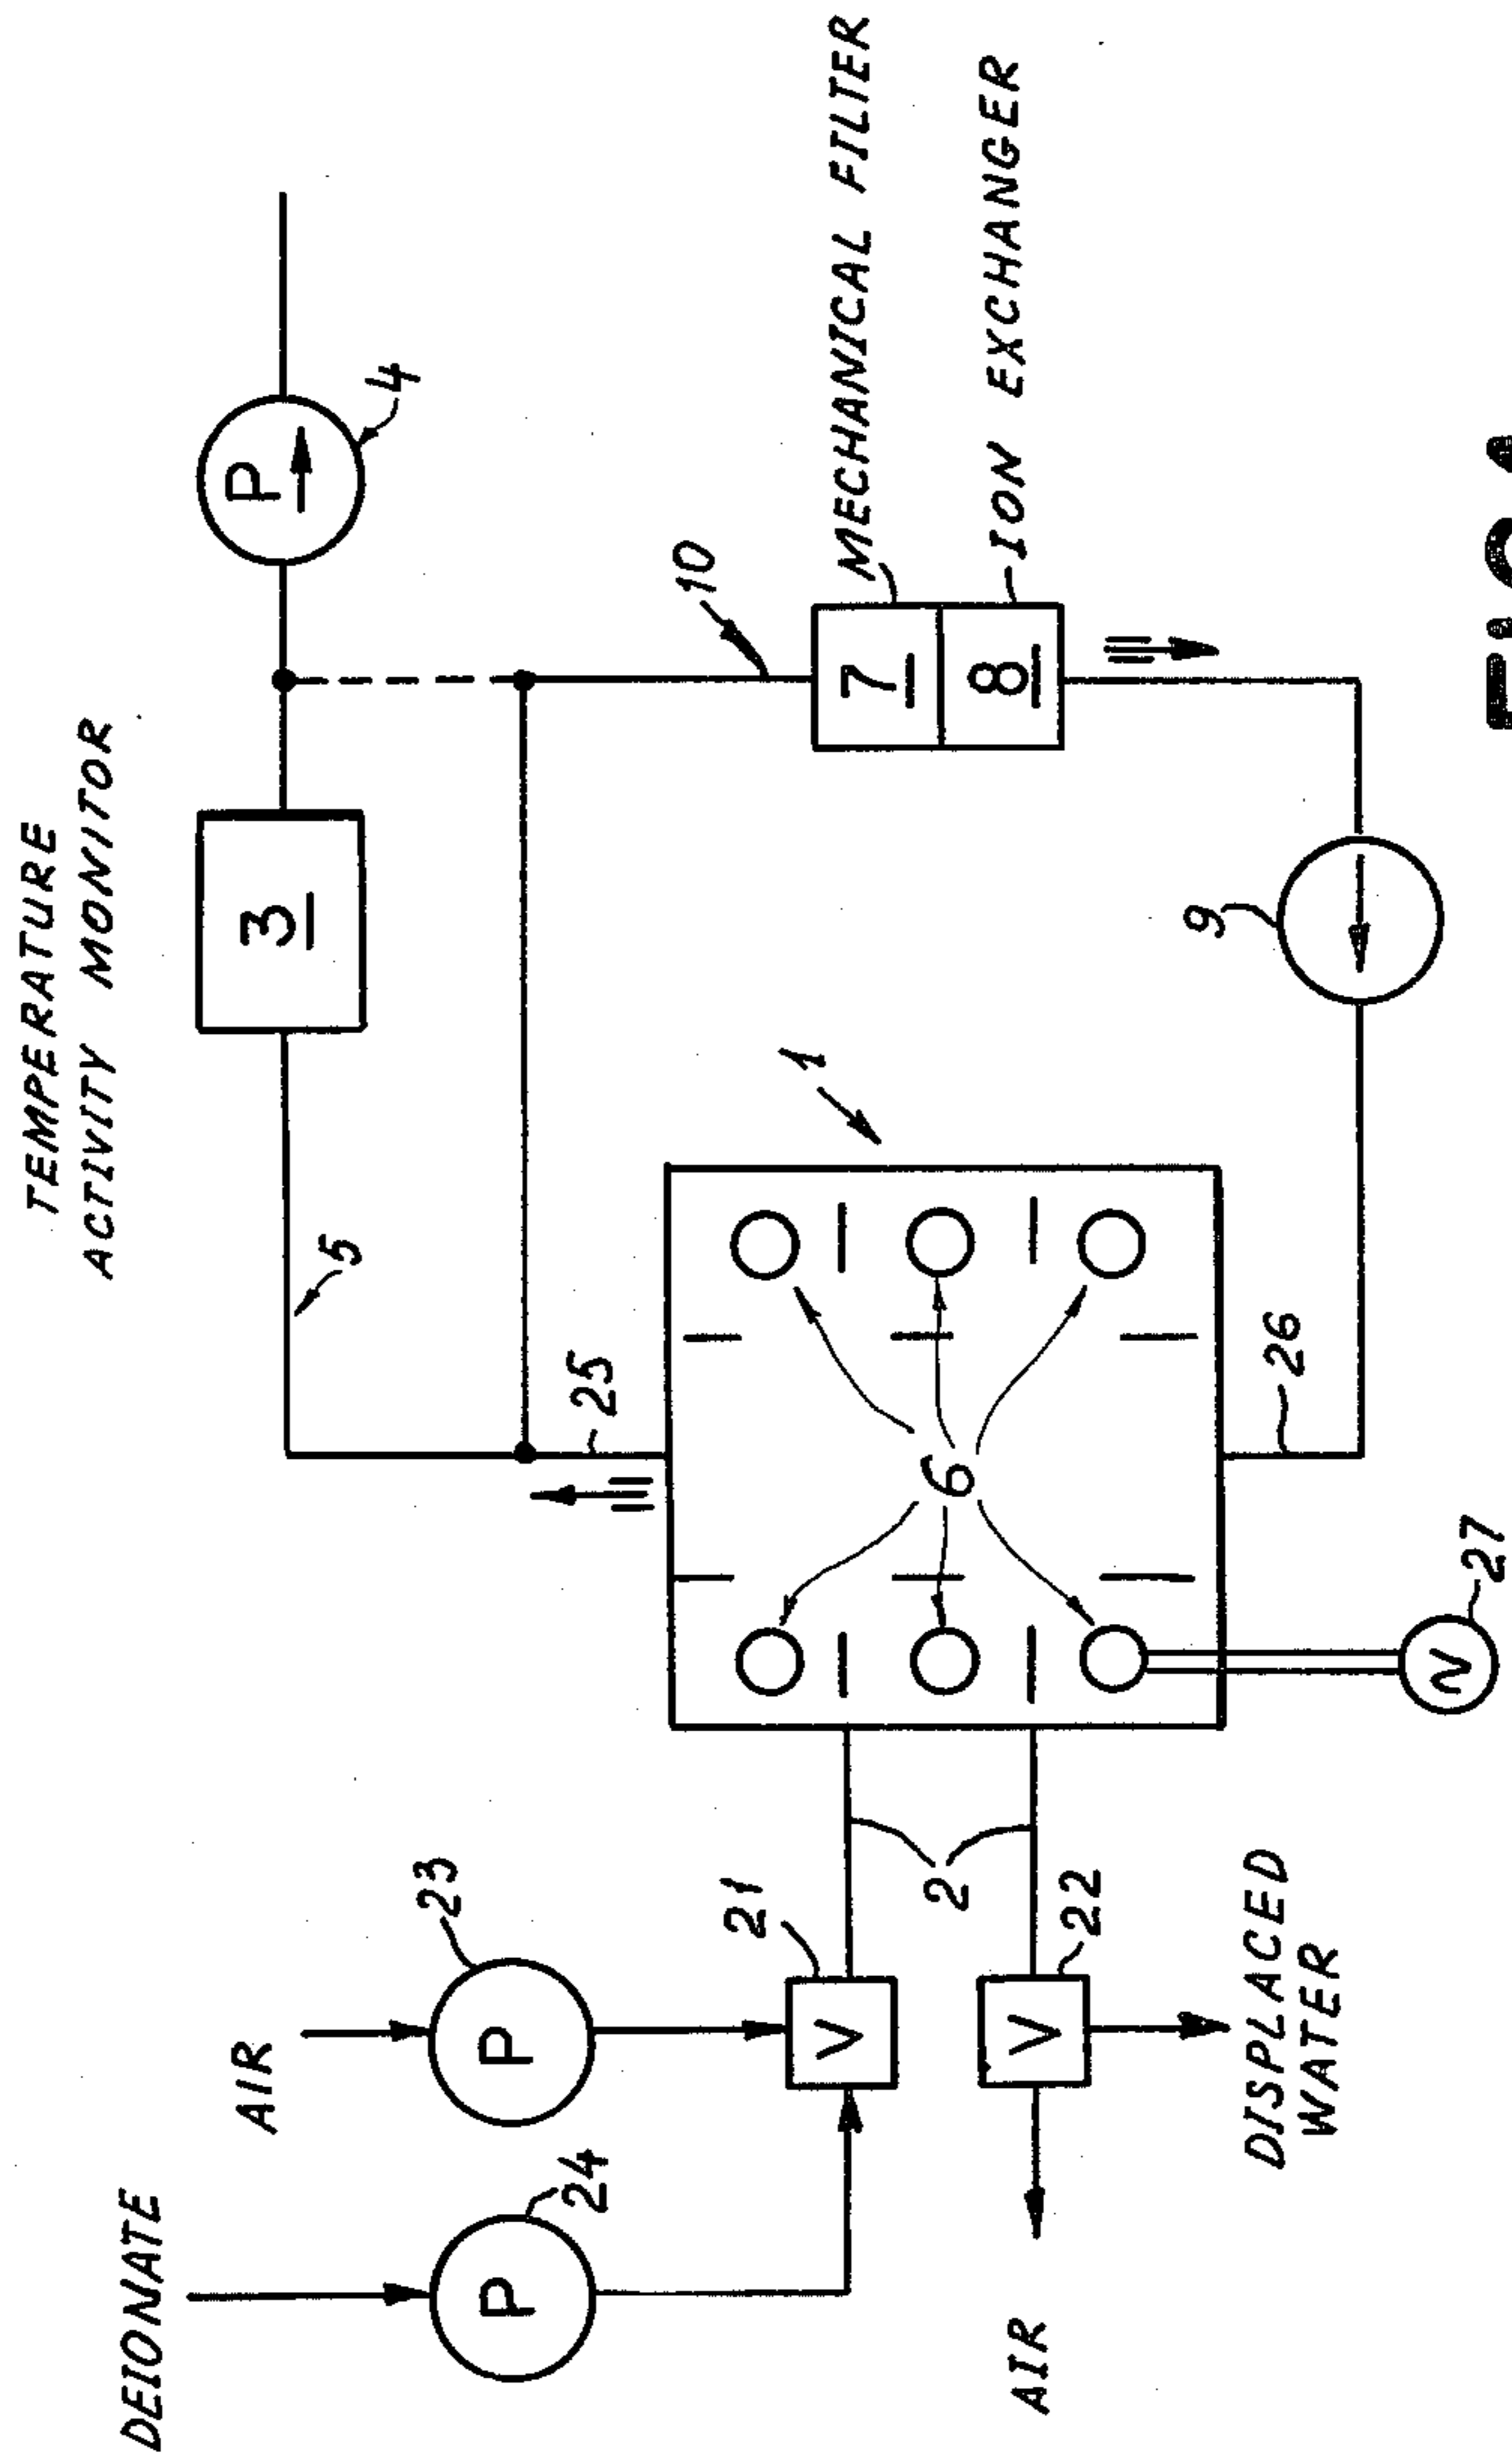 TEMPERATURE
ACTIVITY MONITOR
DEIONATE
AIR
P
24
P
23
5
3
P
4
25
10
V
21
2
V
22
AIR
DISPLACED
WATER
6
1
7
8
MECHANICAL FILTER
ION EXCHANGER
26
9
27